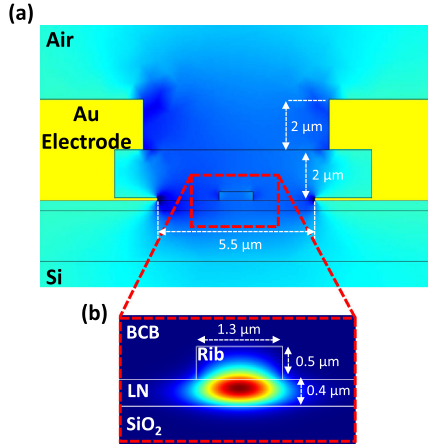 (a)
Air
Au
Electrode
2 μm
2 μm
5.5 μm
Si
(b)
BCB
1.3 μm
Rib
0.5 μm
LN
0.4 μm
SiO₂